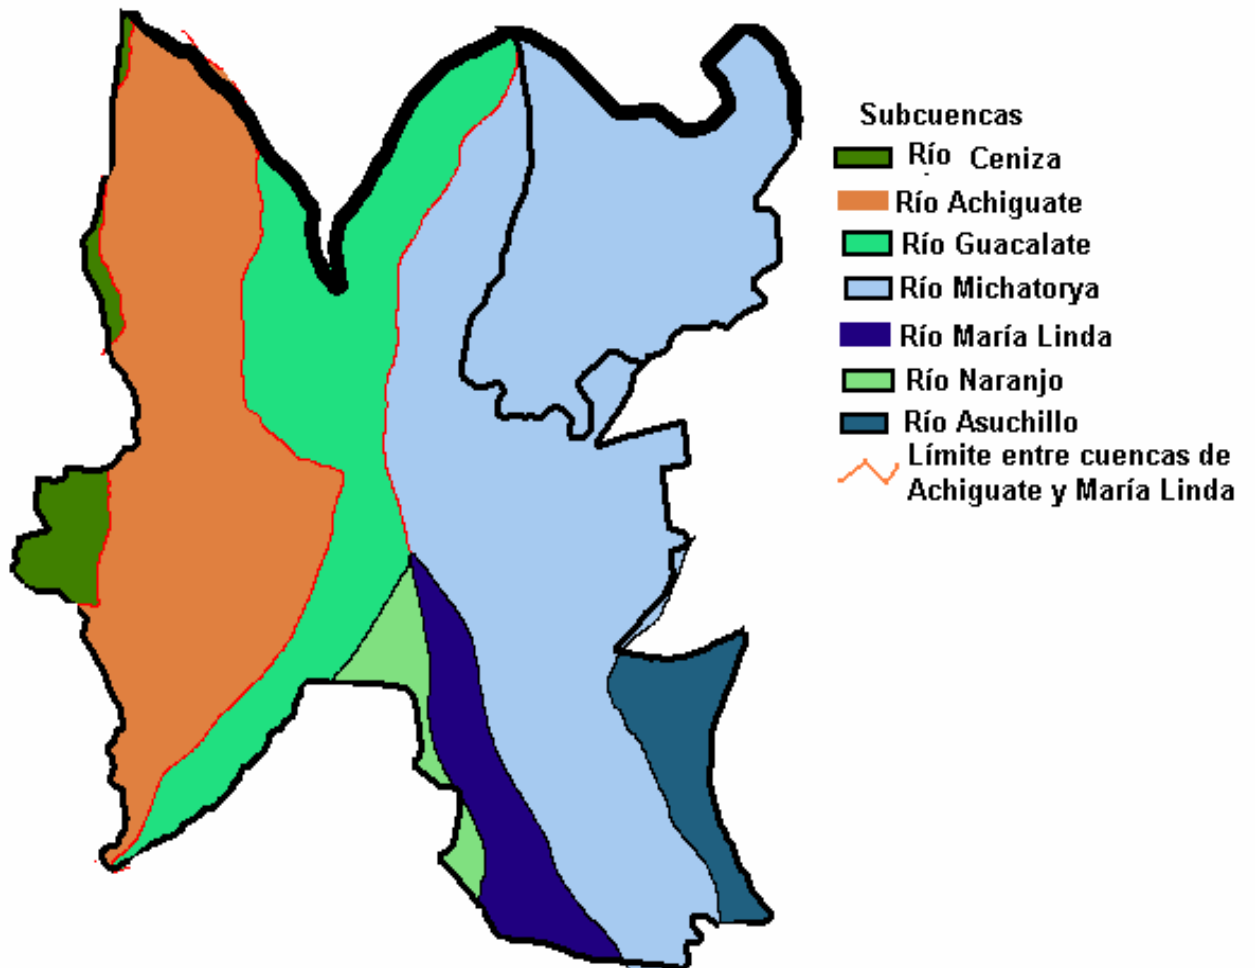 Subcuencas
Río Ceniza
Río Achiguate
Río Guacalate
Río Michatorya
Río María Linda
Río Naranjo
Río Asuchillo
Límite entre cuencas de
Achiguate y María Linda